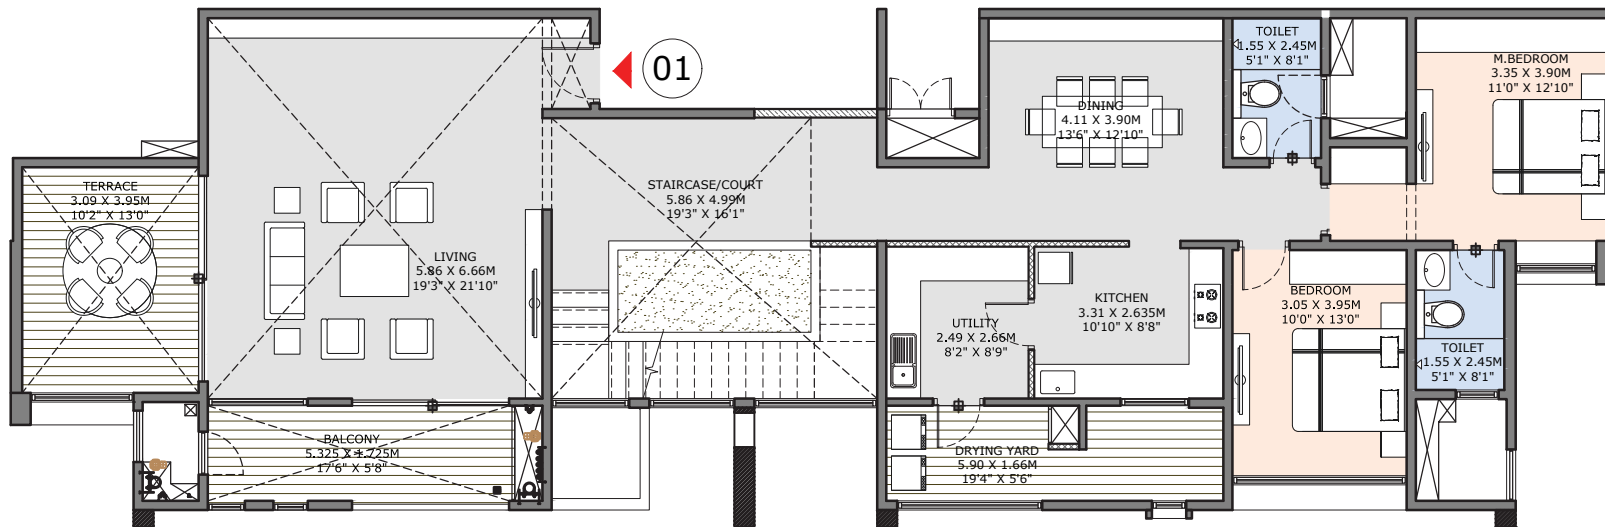 01
TOILET
1.55 X 2.45M
5'1" X 8'1"
M.BEDROOM
3.35 X 3.90M
11'0" X 12'10"
DINING
4.11 X 3.90M
13'6" X 12'10"
TERRACE
3.09 X 3.95M
10'2" X 13'0"
STAIRCASE/COURT
5.86 X 4.99M
19'3" X 16'1"
LIVING
5.86 X 6.66M
19'3" X 21'10"
KITCHEN
3.31 X 2.635M
10'10" X 8'8"
BEDROOM
3.05 X 3.95M
10'0" X 13'0"
UTILITY
2.49 X 2.66M
8'2" X 8'9"
TOILET
1.55 X 2.45M
5'1" X 8'1"
BALCONY
5.325 X 1.725M
17'6" X 5'8"
DRYING YARD
5.90 X 1.66M
19'4" X 5'6"